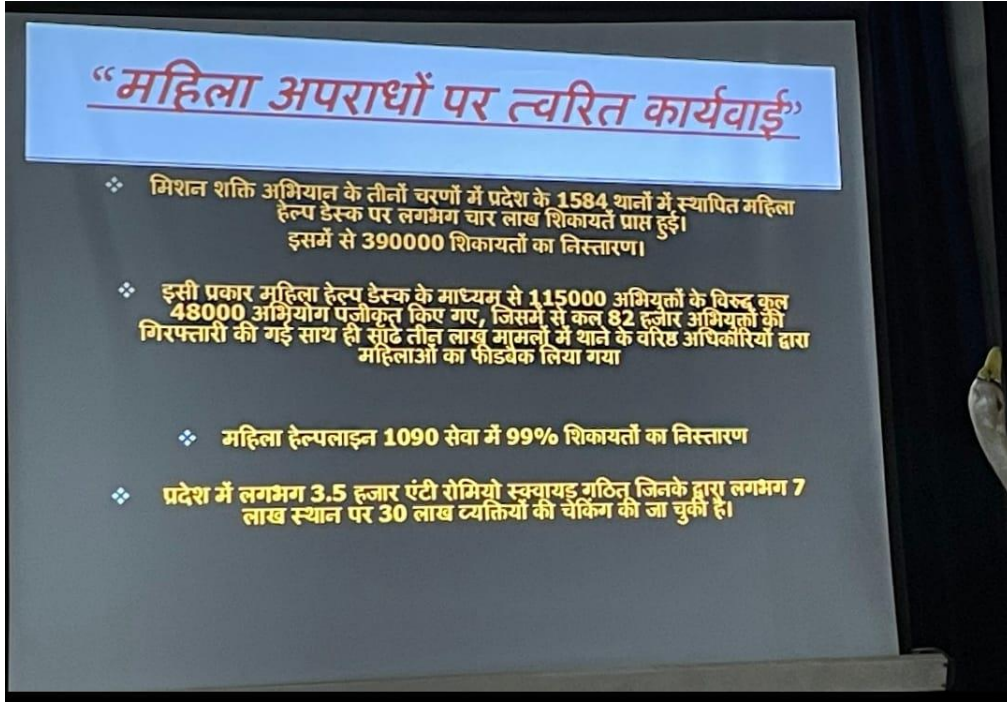 “महिला अपराधों पर त्वरित कार्यवाई”
❖ मिशन शक्ति अभियान के तीनों चरणों में प्रदेश के 1584 थानों में स्थापित महिला
हेल्प डेस्क पर लगभग चार लाख शिकायतें प्राप्त हुई।
इसमें से 390000 शिकायतों का निस्तारण।
❖ इसी प्रकार महिला हेल्प डेस्क के माध्यम से 115000 अभियुक्तों के विरुद्ध कुल
48000 अभियोग पंजीकृत किए गए, जिसमें से कुल 82 हजार अभियुक्तों की
गिरफ्तारी की गई साथ ही साढे तीन लाख मामलों में थाने के वरिष्ठ अधिकारियों द्वारा
महिलाओं का फीडबैक लिया गया
❖ महिला हेल्पलाइन 1090 सेवा में 99% शिकायतों का निस्तारण
❖ प्रदेश में लगभग 3.5 हजार एंटी रोमियो स्क्वायड गठित जिनके द्वारा लगभग 7
लाख स्थान पर 30 लाख व्यक्तियों की चेकिंग की जा चुकी है।